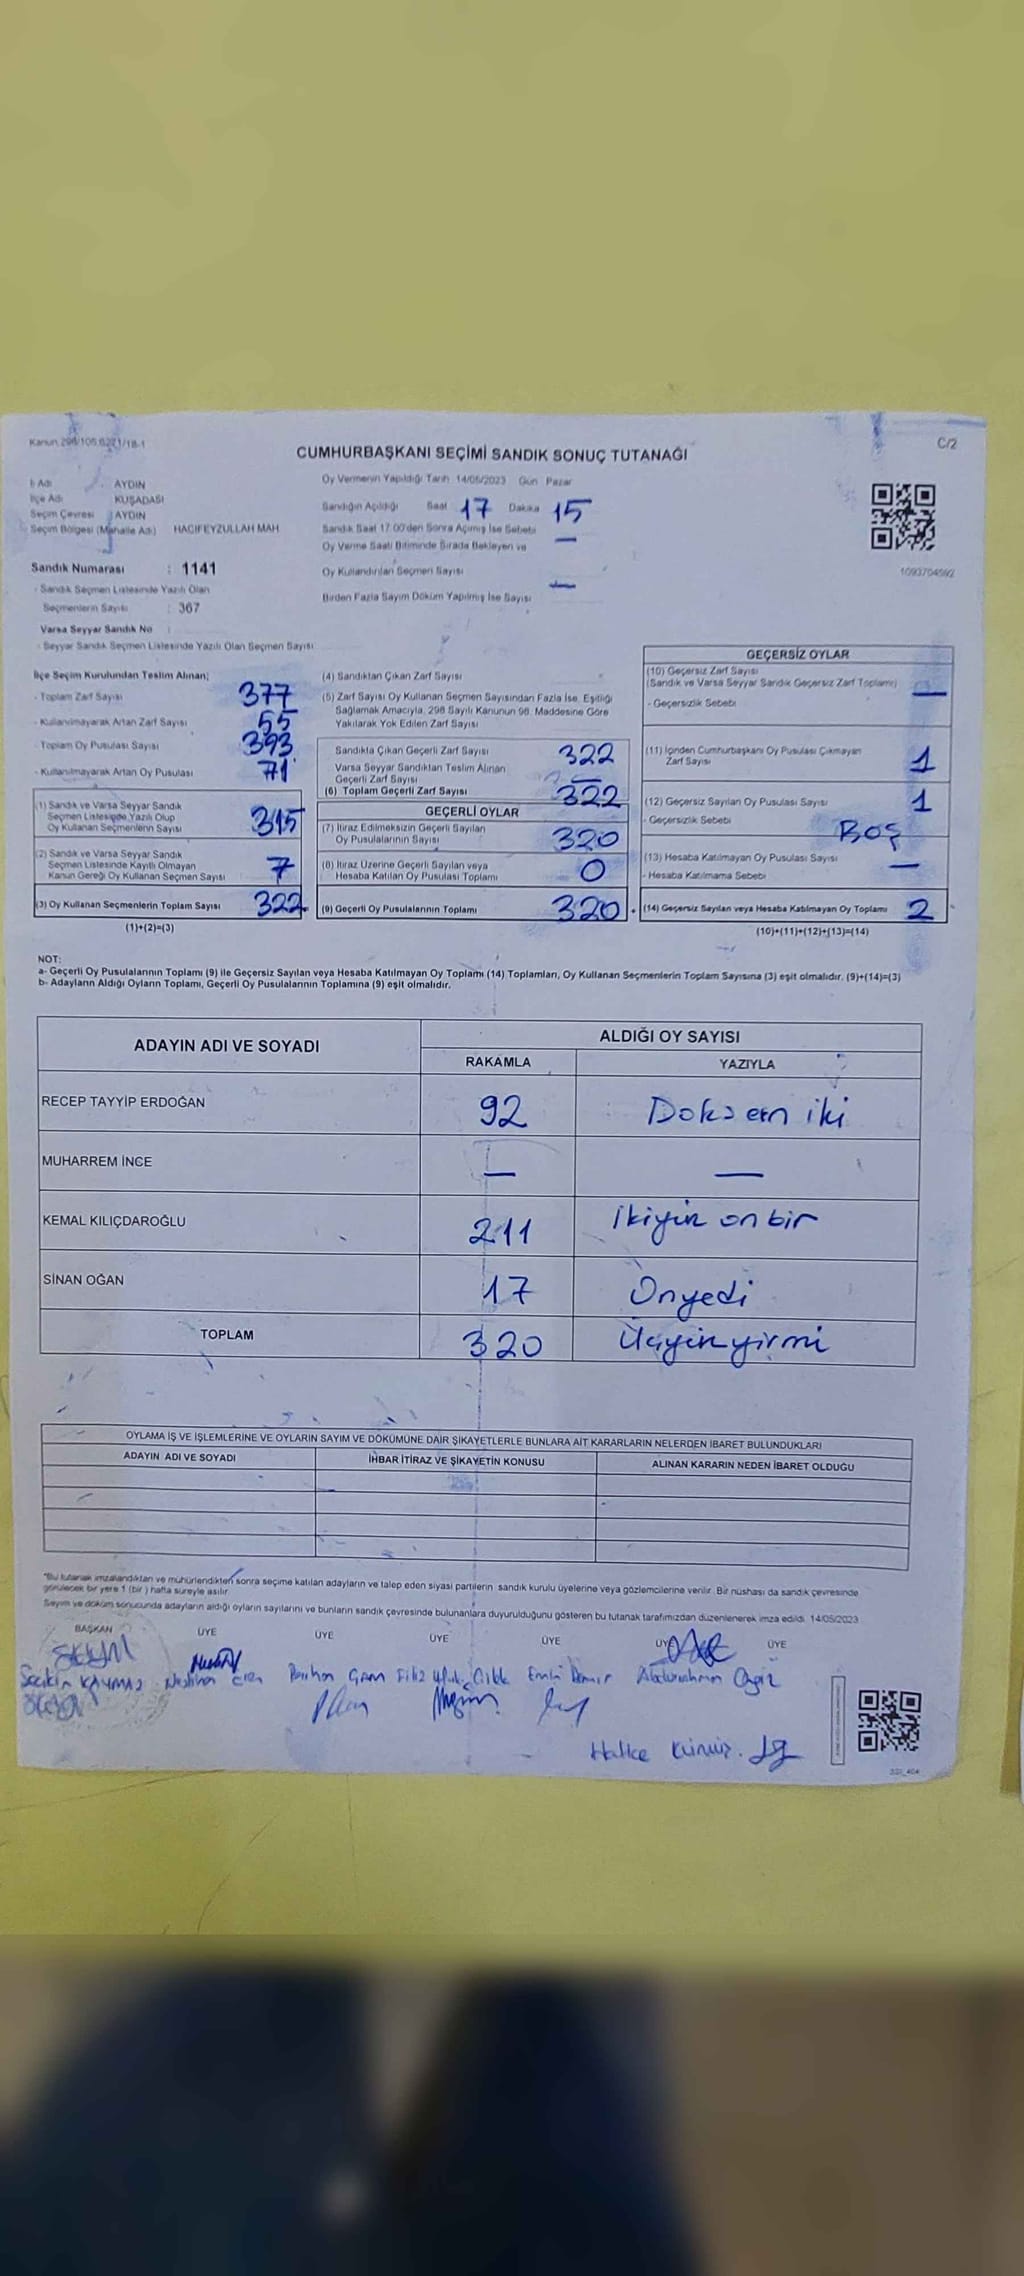 Kanun 298/105,6271/18-1
C/2
CUMHURBAŞKANI SEÇİMİ SANDIK SONUÇ TUTANAĞI
İl Adı : AYDIN
İlçe Adı : KUŞADASI
Seçim Çevresi : AYDIN
Seçim Bölgesi (Mahalle Adı) HACIFEYZULLAH MAH
Sandık Numarası : 1141
- Sandık Seçmen Listesinde Yazılı Olan
Seçmenlerin Sayısı : 367
Varsa Seyyar Sandık No :
- Seyyar Sandık Seçmen Listesinde Yazılı Olan Seçmen Sayısı
Oy Vermenin Yapıldığı Tarih 14/05/2023 Gün Pazar
Sandığın Açıldığı Saat 17 Dakika 15
Sandık Saat 17:00'den Sonra Açılmış İse Sebebi
Oy Verme Saati Bitiminde Sırada Bekleyen ve —
Oy Kullandırılan Seçmen Sayısı
Birden Fazla Sayım Döküm Yapılmış İse Sayısı —
1093704592
İlçe Seçim Kurulundan Teslim Alınan;
- Toplam Zarf Sayısı 377
- Kullanılmayarak Artan Zarf Sayısı 55
- Toplam Oy Pusulası Sayısı 393
- Kullanılmayarak Artan Oy Pusulası 71
(1) Sandık ve Varsa Seyyar Sandık
Seçmen Listesinde Yazılı Olup
Oy Kullanan Seçmenlerin Sayısı 315
(2) Sandık ve Varsa Seyyar Sandık
Seçmen Listesinde Kayıtlı Olmayan
Kanun Gereği Oy Kullanan Seçmen Sayısı 7
(3) Oy Kullanan Seçmenlerin Toplam Sayısı 322
(1)+(2)=(3)
(4) Sandıktan Çıkan Zarf Sayısı
(5) Zarf Sayısı Oy Kullanan Seçmen Sayısından Fazla İse, Eşitliği
Sağlamak Amacıyla, 298 Sayılı Kanunun 98. Maddesine Göre
Yakılarak Yok Edilen Zarf Sayısı
Sandıkta Çıkan Geçerli Zarf Sayısı 322
Varsa Seyyar Sandıktan Teslim Alınan
Geçerli Zarf Sayısı —
(6) Toplam Geçerli Zarf Sayısı 322
GEÇERLİ OYLAR
(7) İtiraz Edilmeksizin Geçerli Sayılan
Oy Pusulalarının Sayısı 320
(8) İtiraz Üzerine Geçerli Sayılan veya
Hesaba Katılan Oy Pusulası Toplamı 0
(9) Geçerli Oy Pusulalarının Toplamı 320 +
GEÇERSİZ OYLAR
(10) Geçersiz Zarf Sayısı
(Sandık ve Varsa Seyyar Sandık Geçersiz Zarf Toplamı) —
- Geçersizlik Sebebi
(11) İçinden Cumhurbaşkanı Oy Pusulası Çıkmayan
Zarf Sayısı 1
(12) Geçersiz Sayılan Oy Pusulası Sayısı 1
- Geçersizlik Sebebi BOŞ
(13) Hesaba Katılmayan Oy Pusulası Sayısı —
- Hesaba Katılmama Sebebi
(14) Geçersiz Sayılan veya Hesaba Katılmayan Oy Toplamı 2
(10)+(11)+(12)+(13)=(14)
NOT:
a- Geçerli Oy Pusulalarının Toplamı (9) ile Geçersiz Sayılan veya Hesaba Katılmayan Oy Toplamı (14) Toplamları, Oy Kullanan Seçmenlerin Toplam Sayısına (3) eşit olmalıdır. (9)+(14)=(3)
b- Adayların Aldığı Oyların Toplamı, Geçerli Oy Pusulalarının Toplamına (9) eşit olmalıdır.
ADAYIN ADI VE SOYADI
ALDIĞI OY SAYISI
RAKAMLA YAZIYLA
RECEP TAYYİP ERDOĞAN 92 Doksan iki
MUHARREM İNCE — —
KEMAL KILIÇDAROĞLU 211 İkiyüz on bir
SİNAN OĞAN 17 Onyedi
TOPLAM 320 Üçyüzyirmi
OYLAMA İŞ VE İŞLEMLERİNE VE OYLARIN SAYIM VE DÖKÜMÜNE DAİR ŞİKAYETLERLE BUNLARA AİT KARARLARIN NELERDEN İBARET BULUNDUKLARI
ADAYIN ADI VE SOYADI İHBAR İTİRAZ VE ŞİKAYETİN KONUSU ALINAN KARARIN NEDEN İBARET OLDUĞU
*Bu tutanak imzalandıktan ve mühürlendikten sonra seçime katılan adayların ve talep eden siyasi partilerin sandık kurulu üyelerine veya gözlemcilerine verilir. Bir nüshası da sandık çevresinde
görülecek bir yere 1 (bir) hafta süreyle asılır.
Sayım ve döküm sonucunda adayların aldığı oyların sayılarını ve bunların sandık çevresinde bulunanlara duyurulduğunu gösteren bu tutanak tarafımızdan düzenlenerek imza edildi. 14/05/2023
BAŞKAN ÜYE ÜYE ÜYE ÜYE ÜYE ÜYE
Seçkin KAYMAZ Neslihan Filiz Emin Demir Abdurrahman
Hatice